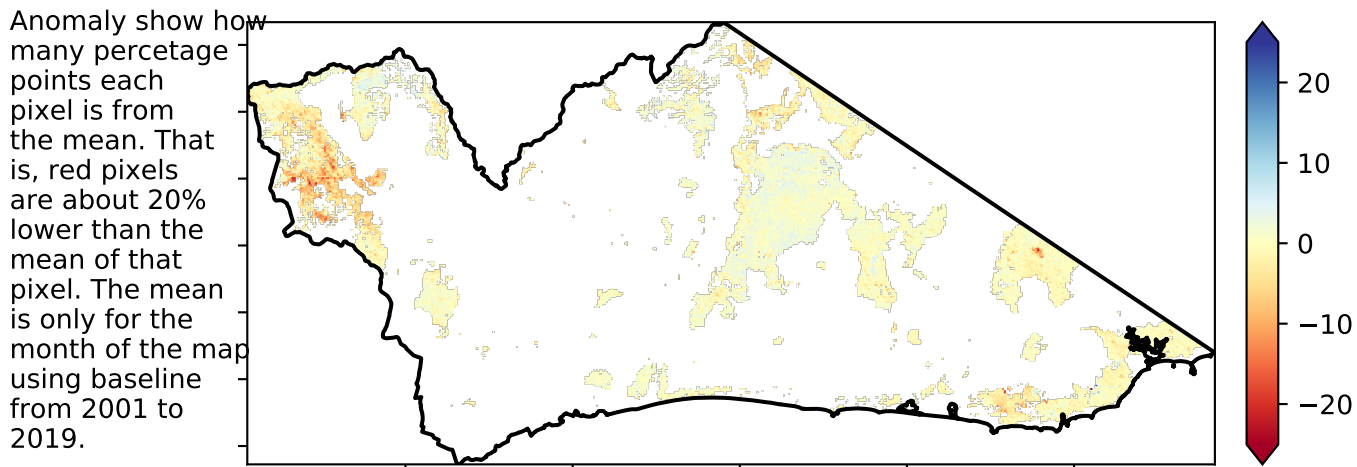 Anomaly show how
many percetage
points each
pixel is from
the mean. That
is, red pixels
are about 20%
lower than the
mean of that
pixel. The mean
is only for the
month of the map
using baseline
from 2001 to
2019.
20
10
0
−10
−20